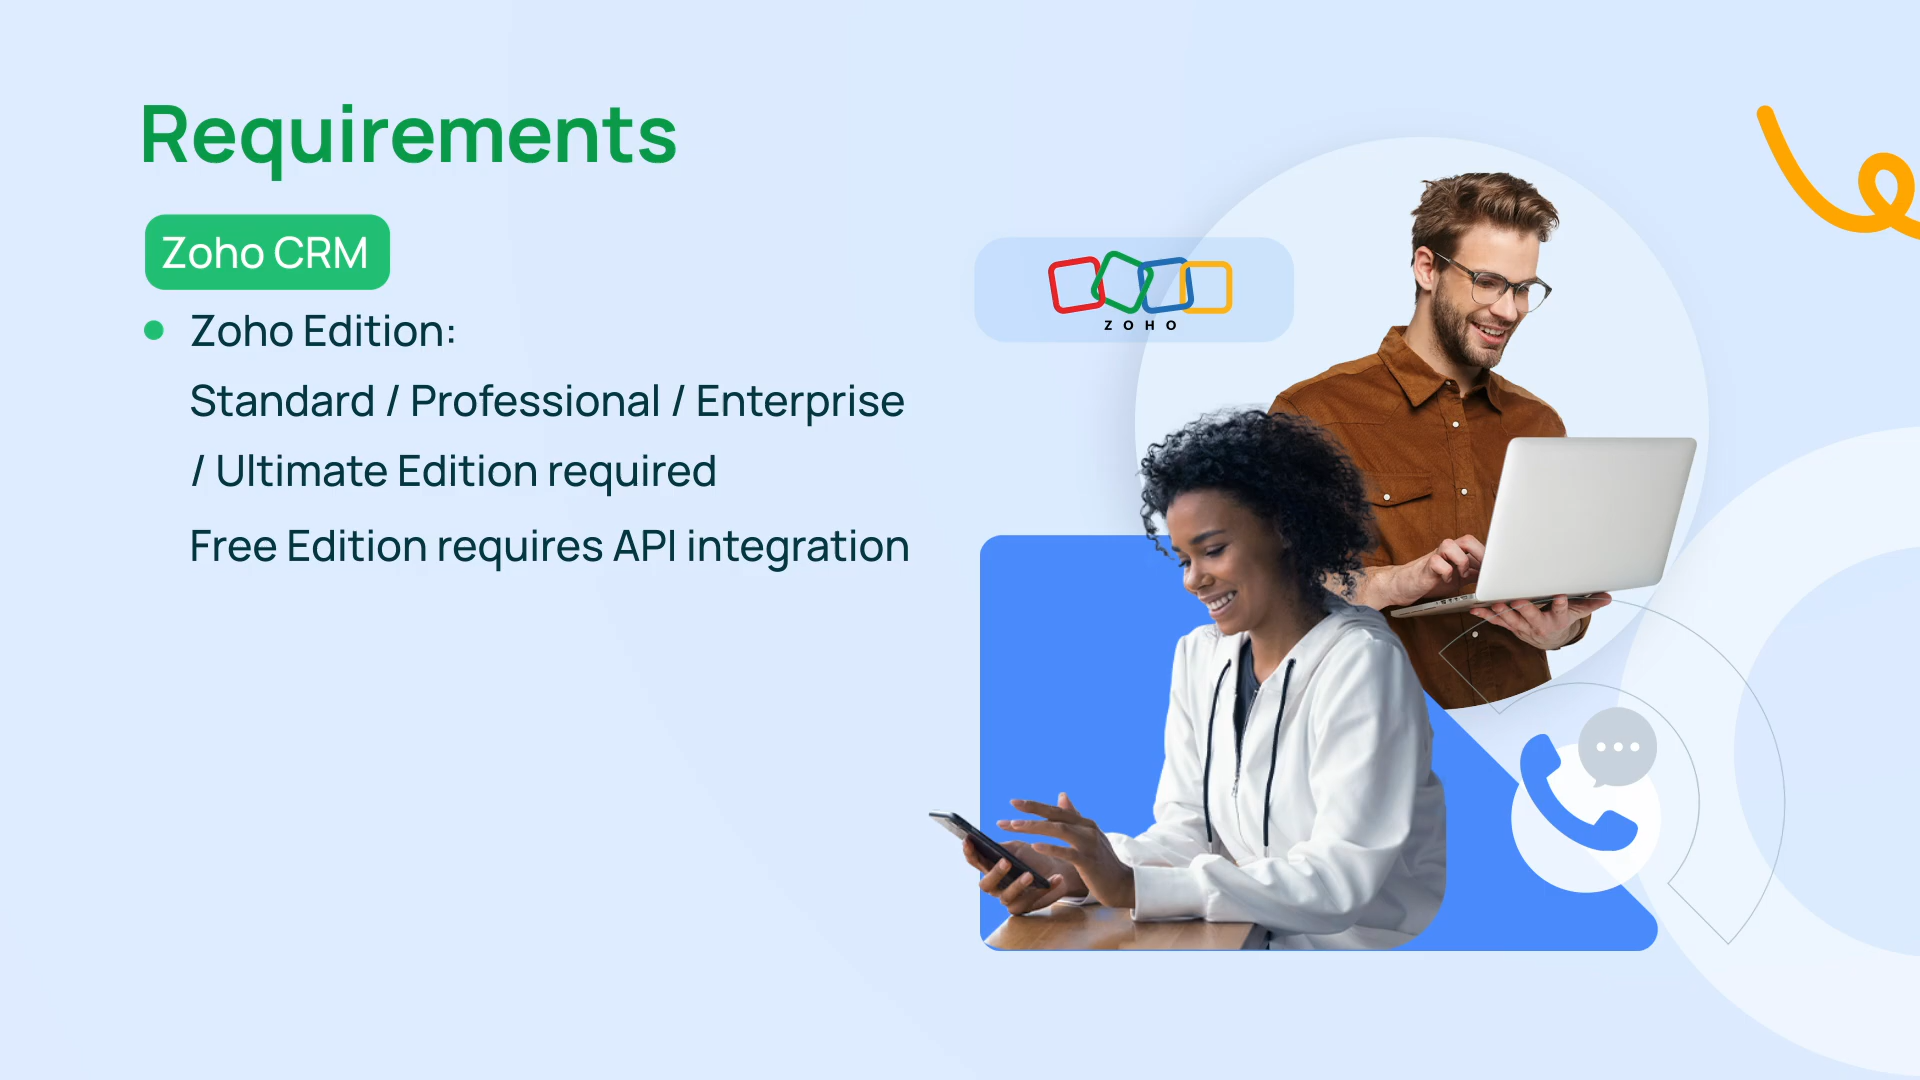 Requirements
Zoho CRM
Zoho Edition:
Standard / Professional / Enterprise
/ Ultimate Edition required
Free Edition requires API integration
ZOHO